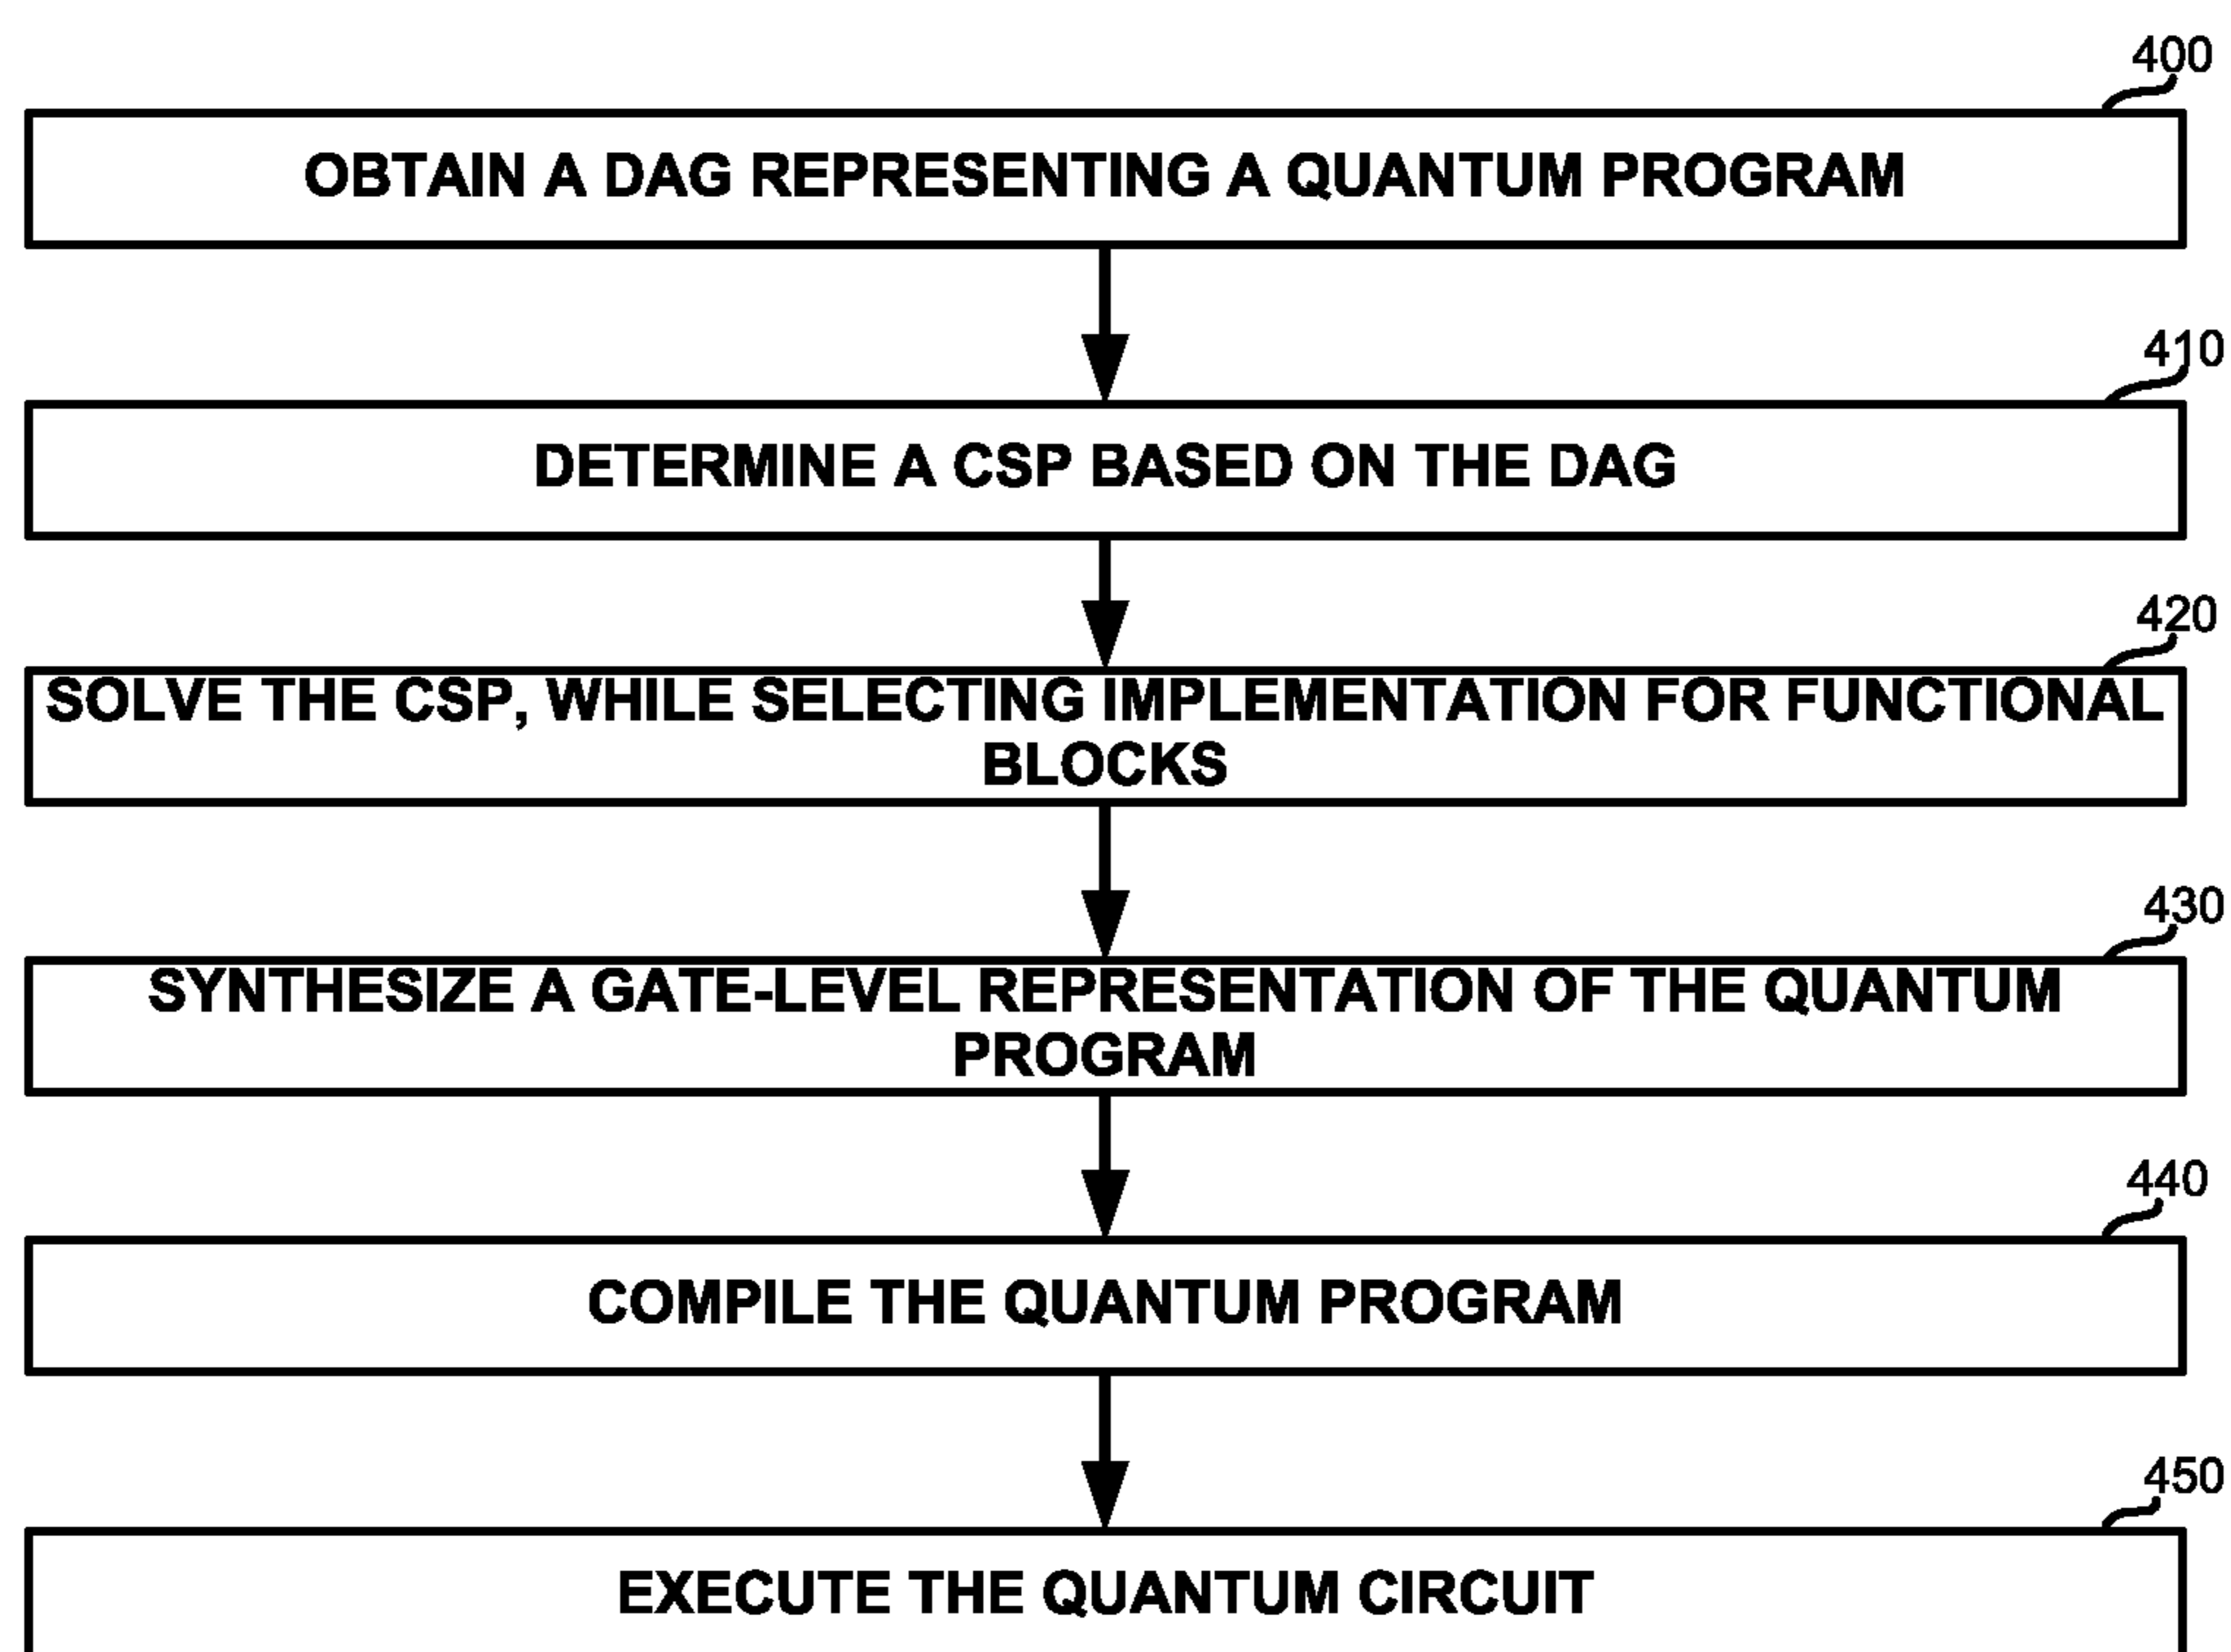 400
OBTAIN A DAG REPRESENTING A QUANTUM PROGRAM
410
DETERMINE A CSP BASED ON THE DAG
420
SOLVE THE CSP, WHILE SELECTING IMPLEMENTATION FOR FUNCTIONAL
BLOCKS
430
SYNTHESIZE A GATE-LEVEL REPRESENTATION OF THE QUANTUM
PROGRAM
440
COMPILE THE QUANTUM PROGRAM
450
EXECUTE THE QUANTUM CIRCUIT